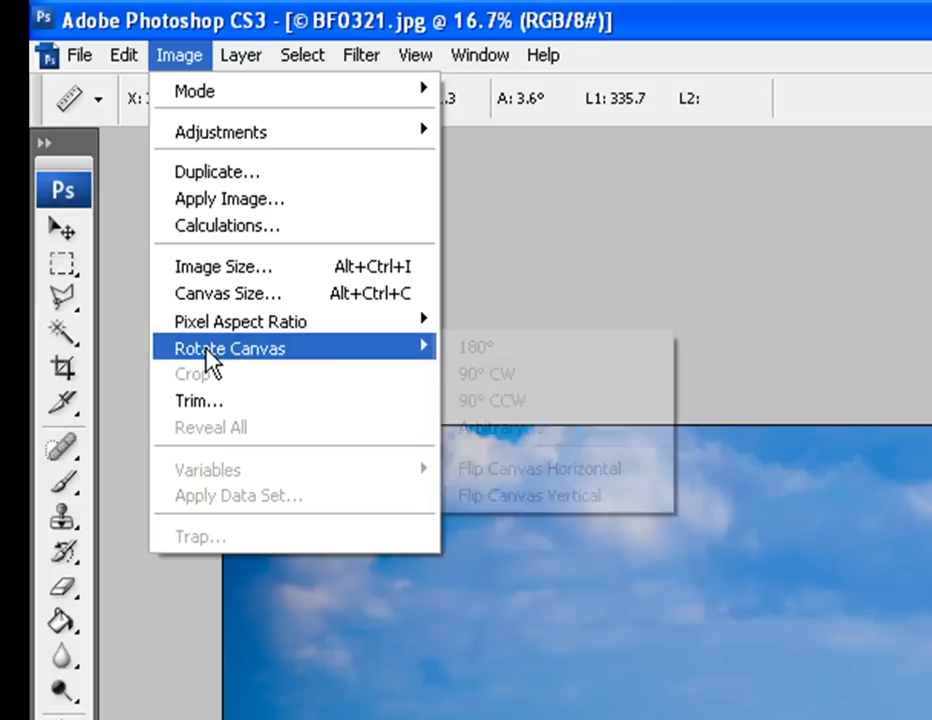 Adobe Photoshop CS3 - [© BF0321.jpg @ 16.7% (RGB/8#)]
File Edit Image Layer Select Filter View Window Help
X: .3 A: 3.6° L1: 335.7 L2:
Mode
Adjustments
Duplicate...
Apply Image...
Calculations...
Image Size... Alt+Ctrl+I
Canvas Size... Alt+Ctrl+C
Pixel Aspect Ratio
Rotate Canvas
Crop
Trim...
Reveal All
Variables
Apply Data Set...
Trap...
180°
90° CW
90° CCW
Arbitrary...
Flip Canvas Horizontal
Flip Canvas Vertical
Ps
Ps
Ps